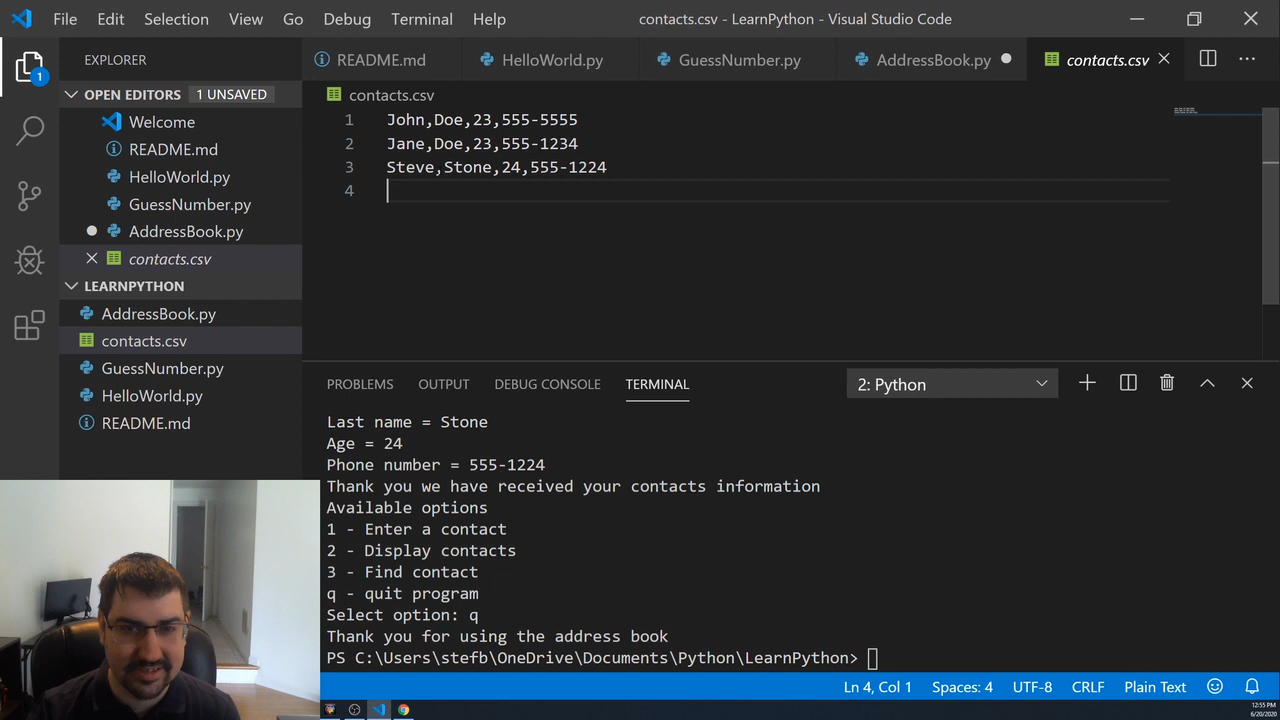 File Edit Selection View Go Debug Terminal Help
contacts.csv - LearnPython - Visual Studio Code
EXPLORER
README.md
HelloWorld.py
GuessNumber.py
AddressBook.py
contacts.csv
OPEN EDITORS 1 UNSAVED
Welcome
README.md
HelloWorld.py
GuessNumber.py
AddressBook.py
contacts.csv
LEARNPYTHON
AddressBook.py
contacts.csv
GuessNumber.py
HelloWorld.py
README.md
1
contacts.csv
1 John,Doe,23,555-5555
2 Jane,Doe,23,555-1234
3 Steve,Stone,24,555-1224
4
PROBLEMS OUTPUT DEBUG CONSOLE TERMINAL
2: Python
Last name = Stone
Age = 24
Phone number = 555-1224
Thank you we have received your contacts information
Available options
1 - Enter a contact
2 - Display contacts
3 - Find contact
q - quit program
Select option: q
Thank you for using the address book
PS C:\Users\stefb\OneDrive\Documents\Python\LearnPython>
Ln 4, Col 1 Spaces: 4 UTF-8 CRLF Plain Text
12:55 PM
6/20/2020